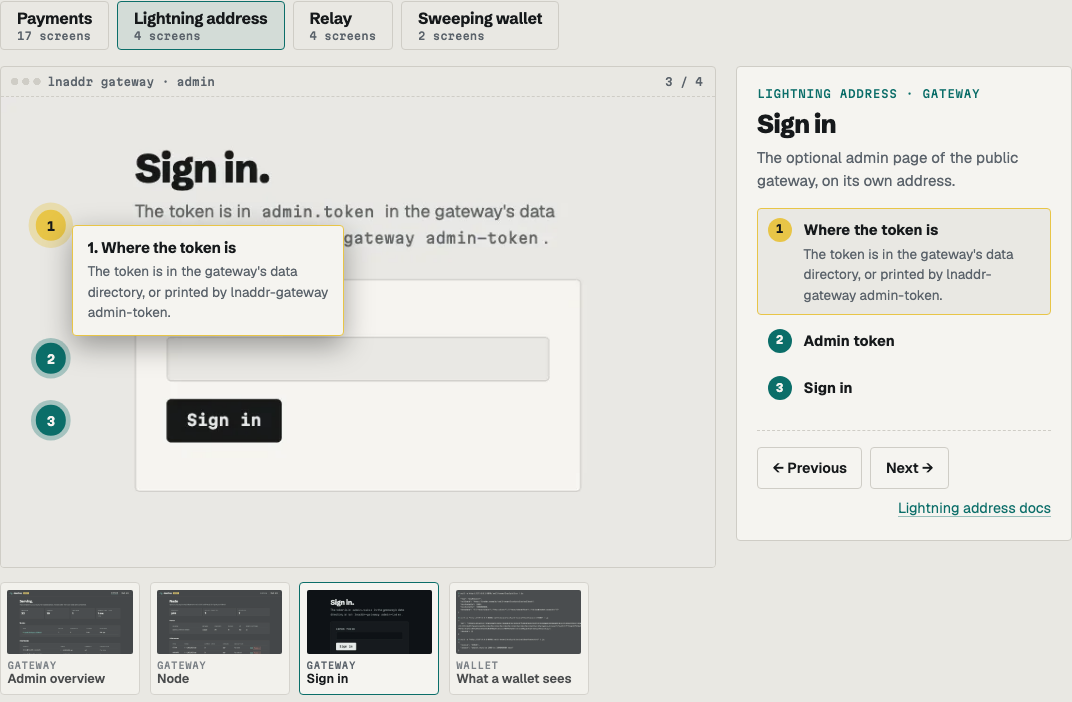 Payments
17 screens
Lightning address
4 screens
Relay
4 screens
Sweeping wallet
2 screens
lnaddr gateway · admin
3 / 4
Sign in.
The token is in admin.token in the gateway's data
gateway admin-token.
1
1. Where the token is
The token is in the gateway's data
directory, or printed by lnaddr-gateway
admin-token.
2
3
Sign in
LIGHTNING ADDRESS · GATEWAY
Sign in
The optional admin page of the public
gateway, on its own address.
1
Where the token is
The token is in the gateway's data
directory, or printed by lnaddr-
gateway admin-token.
2
Admin token
3
Sign in
← Previous
Next →
Lightning address docs
GATEWAY
Admin overview
GATEWAY
Node
Sign in.
GATEWAY
Sign in
WALLET
What a wallet sees